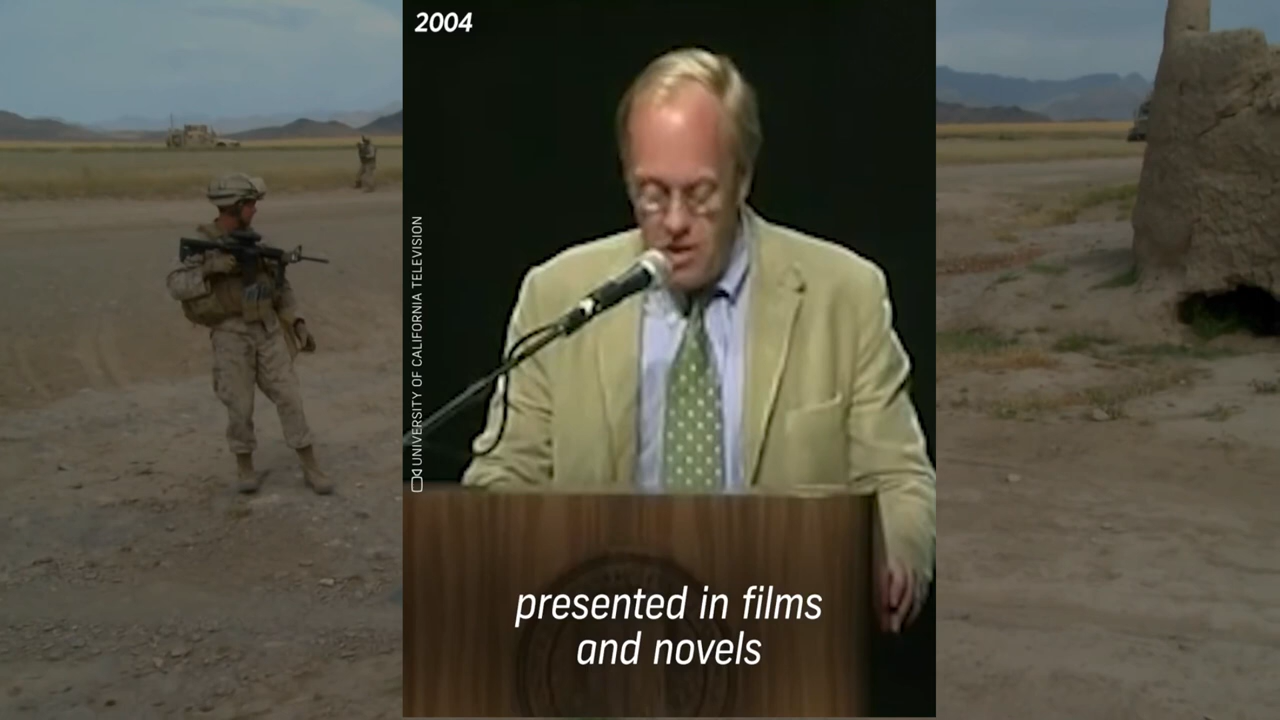 2004
UNIVERSITY OF CALIFORNIA TELEVISION
presented in films
and novels